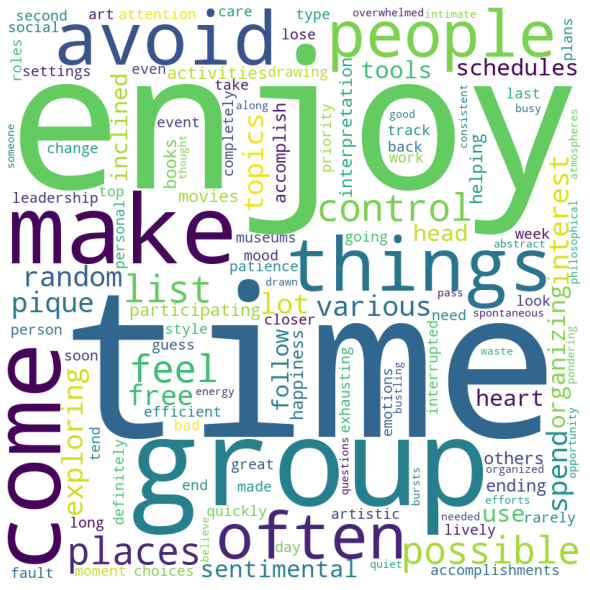 second
art
attention
care
type
overwhelmed
intimate
social
roles
settings
inclined
avoid
even
activities
drawing
take
lose
people
plans
tools
schedules
enjoy
someone
change
leadership
top
personal
books
thought
movies
event
completely
along
accomplish
topics
priority
interpretation
good
track
back
work
last
busy
consistent
helping
atmospheres
philosophical
make
museums
mood
patience
control
going
head
week
abstract
interest
random
drawn
things
pass
look
spontaneous
pique
list
participating
lot
various
need
person
style
closer
come
time
soon
guess
follow
happiness
exhausting
emotions
bustling
interrupted
waste
organizing
pondering
opportunity
feel
free
energy
efficient
heart
exploring
tend
bad
group
spend
others
organized
ending
definitely
great
questions
efforts
end
made
artistic
needed
use
rarely
long
quickly
bursts
lively
places
often
possible
fault
moment
choices
believe
day
sentimental
quiet
accomplishments